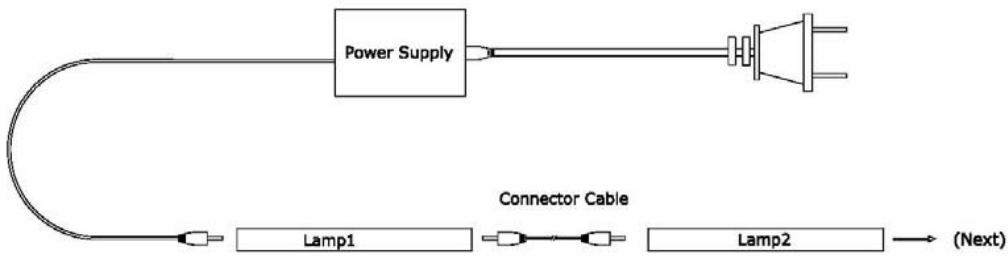 Power Supply
Connector Cable
Lamp1
Lamp2
(Next)